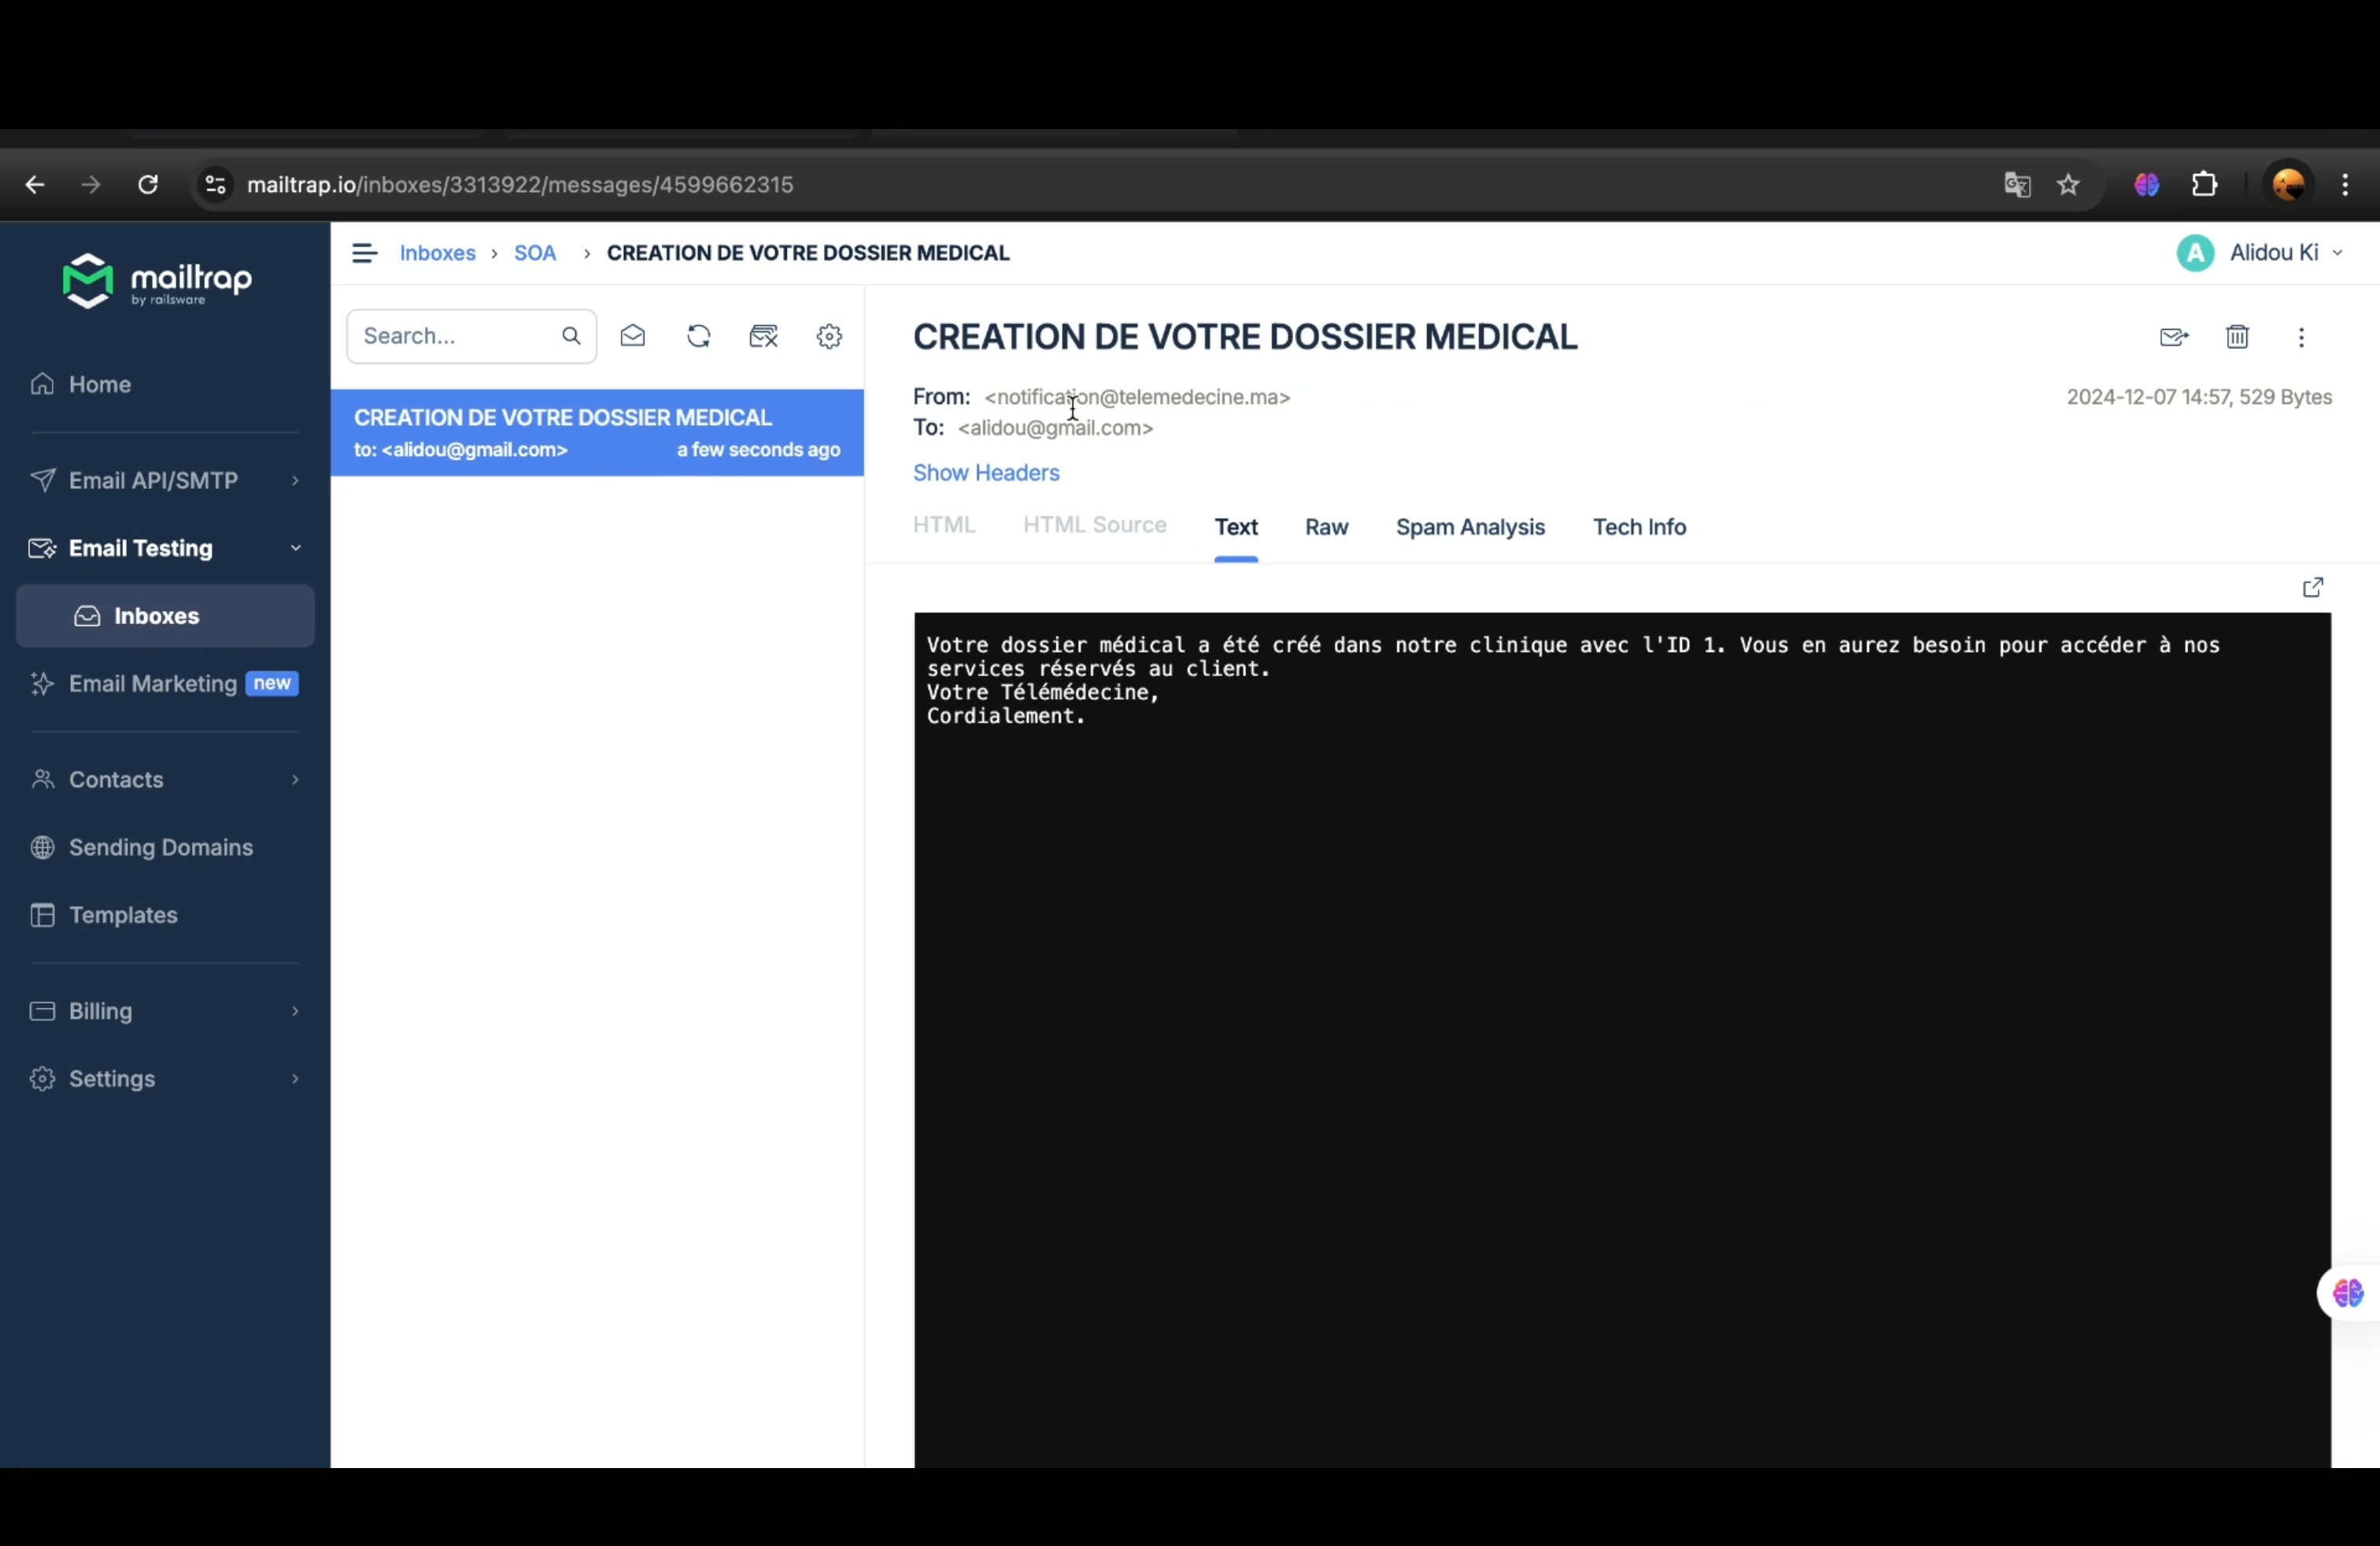 mailtrap.io/inboxes/3313922/messages/4599662315
mailtrap
by railsware
Home
Email API/SMTP
Email Testing
Inboxes
Email Marketing new
Contacts
Sending Domains
Templates
Billing
Settings
Inboxes › SOA › CREATION DE VOTRE DOSSIER MEDICAL
A Alidou Ki
Search...
CREATION DE VOTRE DOSSIER MEDICAL
to: <alidou@gmail.com> a few seconds ago
CREATION DE VOTRE DOSSIER MEDICAL
From: <notification@telemedecine.ma>
2024-12-07 14:57, 529 Bytes
To: <alidou@gmail.com>
Show Headers
HTML HTML Source Text Raw Spam Analysis Tech Info
Votre dossier médical a été créé dans notre clinique avec l'ID 1. Vous en aurez besoin pour accéder à nos
services réservés au client.
Votre Télémédecine,
Cordialement.